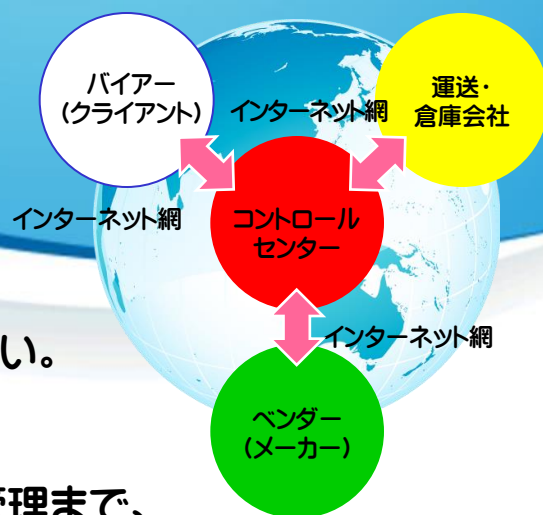 バイアー
(クライアント)
運送・
倉庫会社
インターネット網
インターネット網
コントロール
センター
インターネット網
い。
ベンダー
(メーカー)
管理まで、